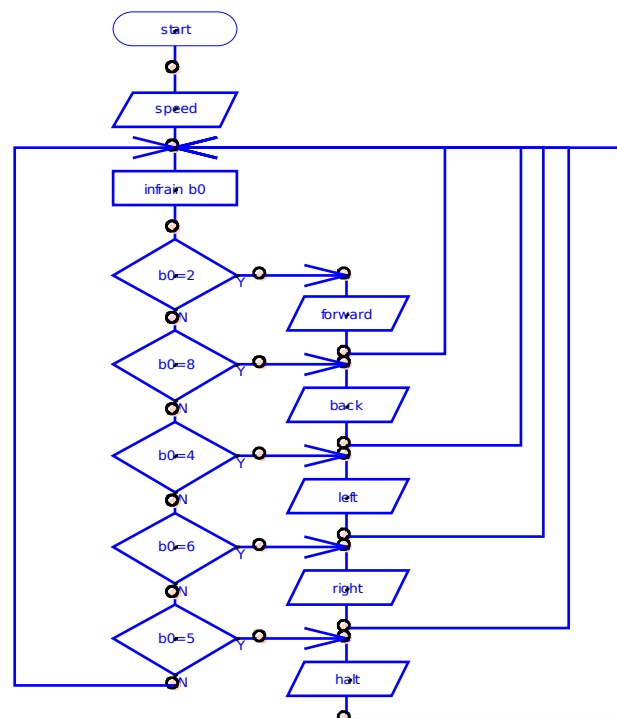 start
speed
infrain b0
b0=2
Y
N
forward
b0=8
Y
N
back
b0=4
Y
N
left
b0=6
Y
N
right
b0=5
Y
N
halt